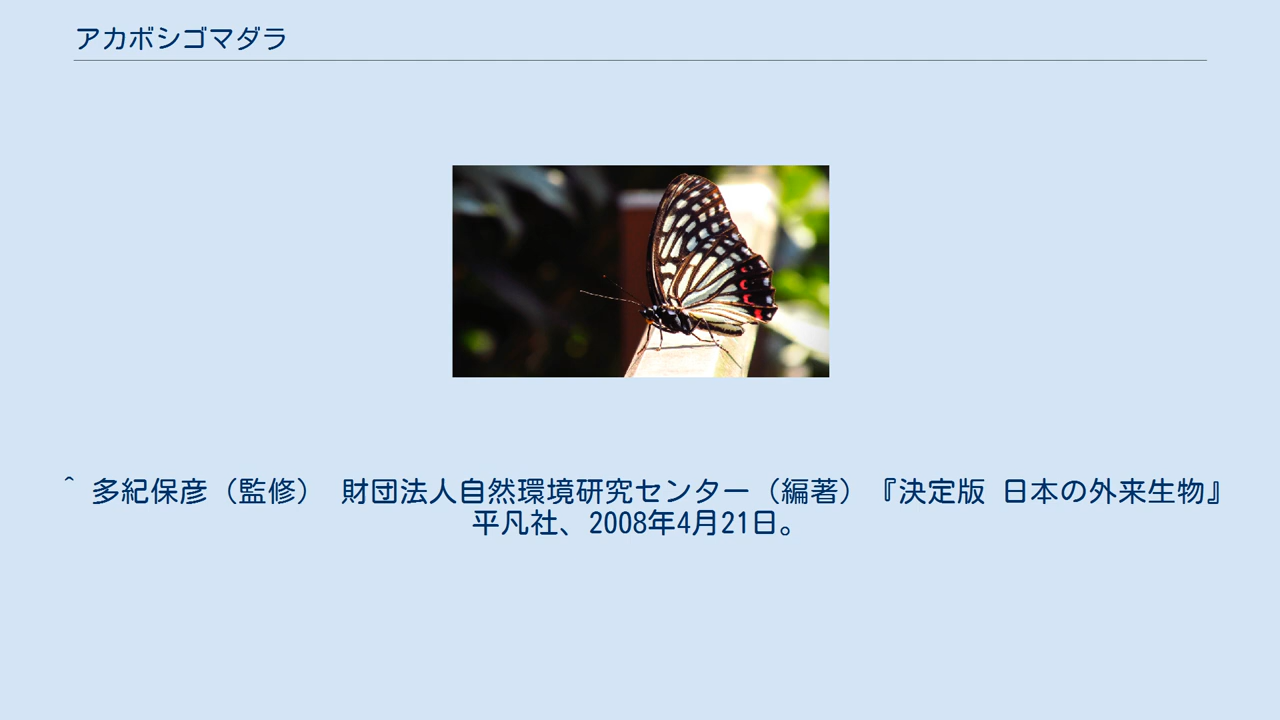 アカボシゴマダラ
^ 多紀保彦（監修） 財団法人自然環境研究センター（編著）『決定版 日本の外来生物』
平凡社、2008年4月21日。